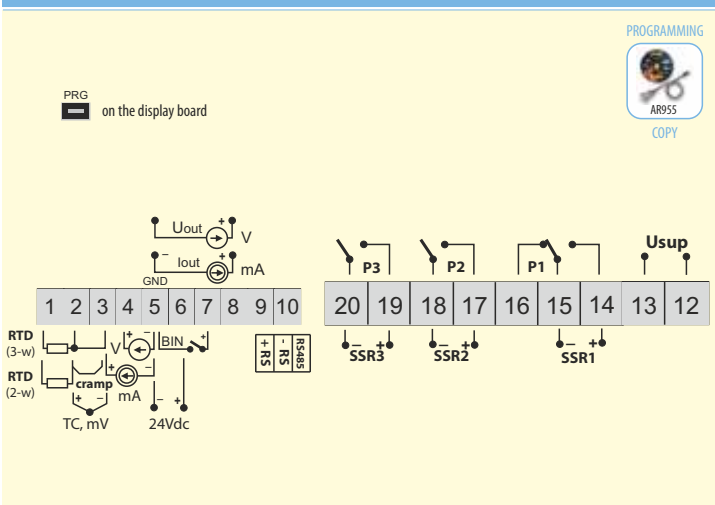 PROGRAMMING
AR955
COPY
PRG
on the display board
+ Uout V
- Iout + mA
GND
P3 P2 P1 Usup
1 2 3 4 5 6 7 8 9 10
20 19 18 17 16 15 14 13 12
RTD
(3-w)
V + - BIN +
RTD
(2-w)
cramp
+ - mA
+ - - +
TC, mV 24Vdc
+ RS
- RS
RS485
- + - + - +
SSR3 SSR2 SSR1